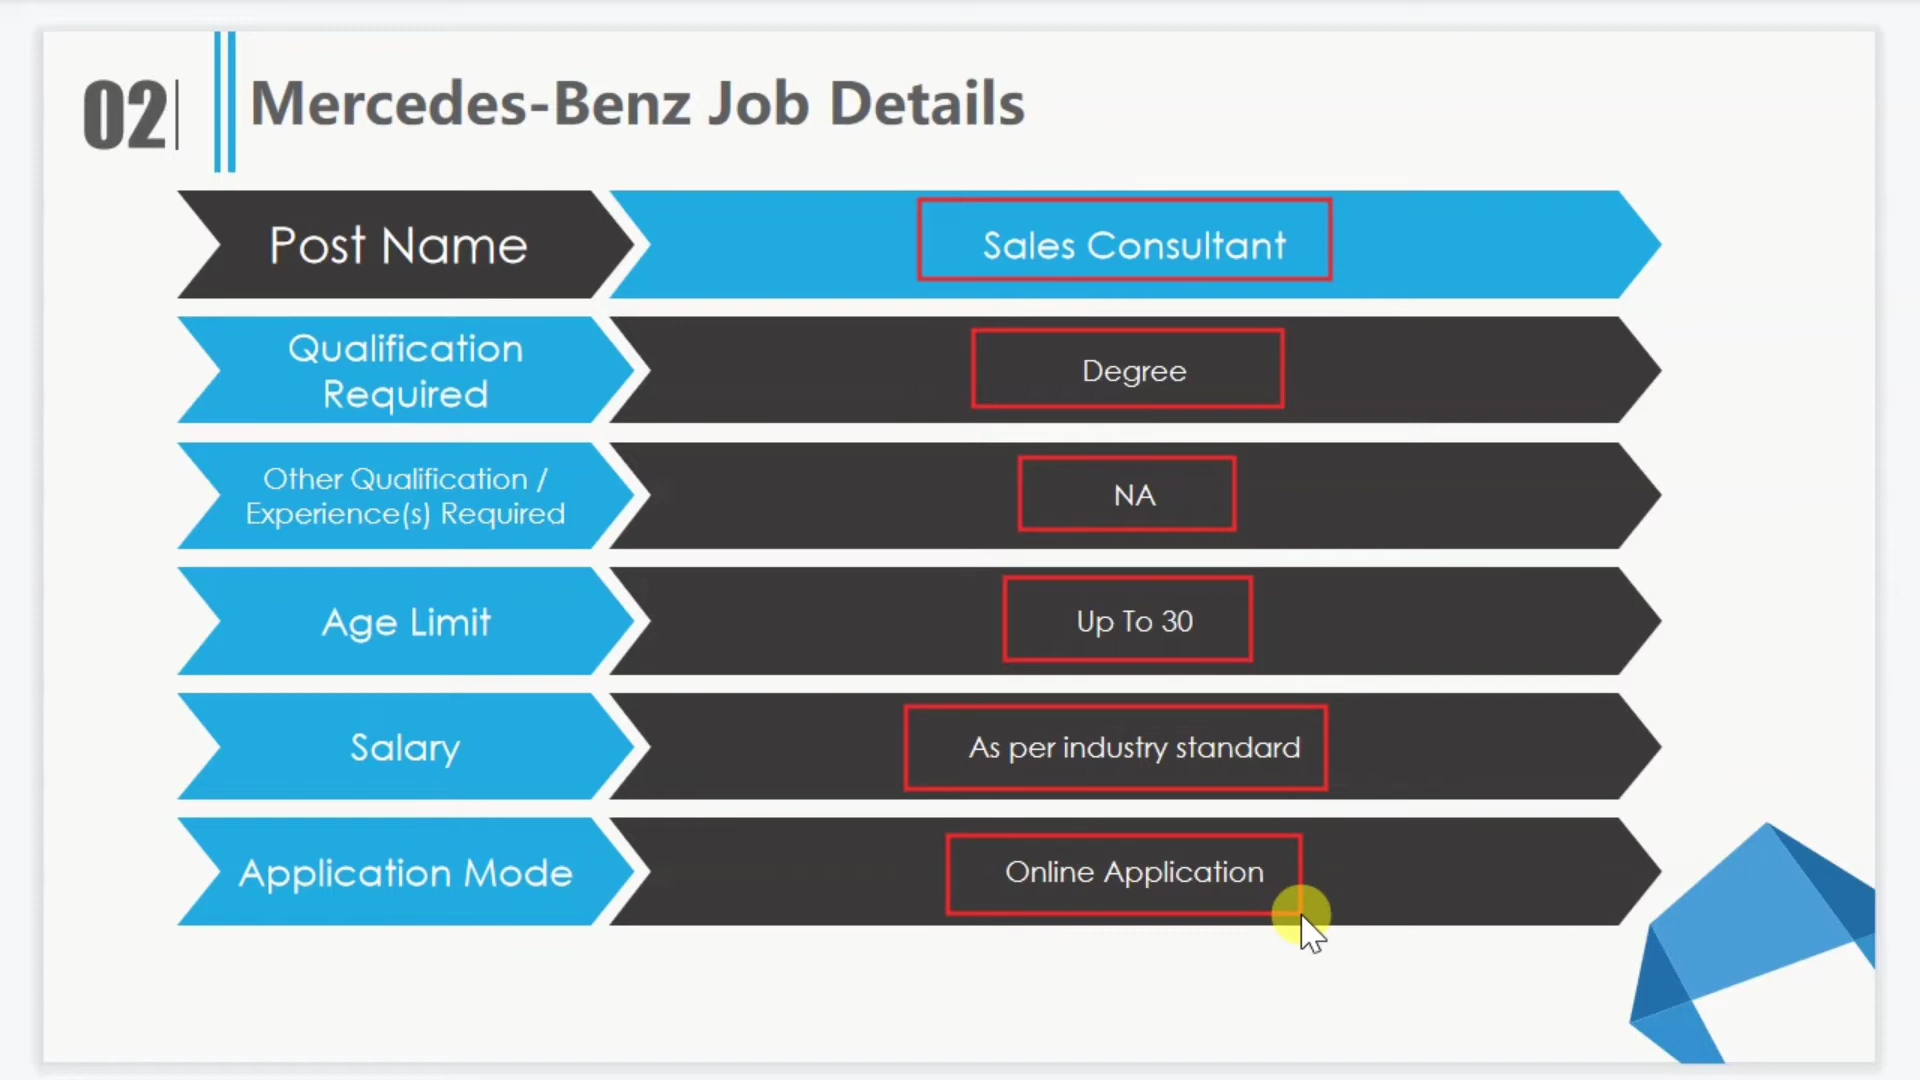 02
Mercedes-Benz Job Details
Post Name
Sales Consultant
Qualification
Required
Degree
Other Qualification /
Experience(s) Required
NA
Age Limit
Up To 30
Salary
As per industry standard
Application Mode
Online Application